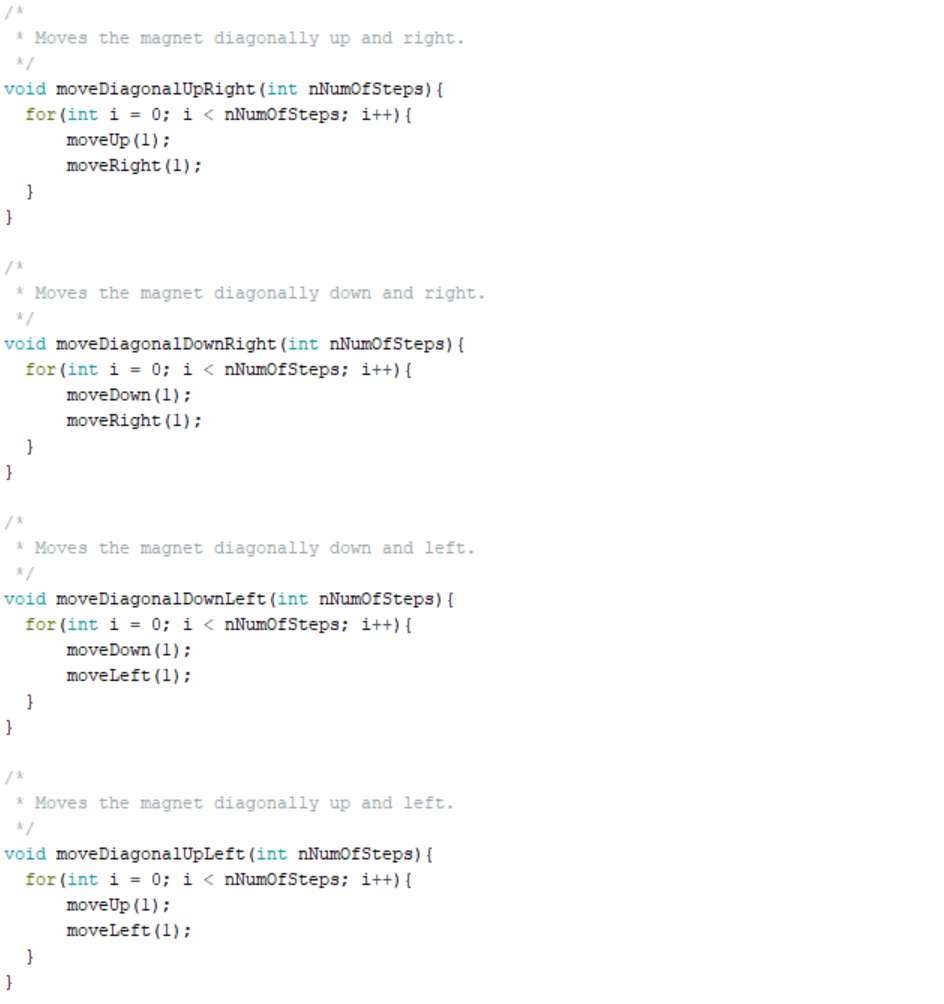 /*
 * Moves the magnet diagonally up and right.
 */
void moveDiagonalUpRight(int nNumOfSteps){
  for(int i = 0; i < nNumOfSteps; i++){
      moveUp(1);
      moveRight(1);
  }
}

/*
 * Moves the magnet diagonally down and right.
 */
void moveDiagonalDownRight(int nNumOfSteps){
  for(int i = 0; i < nNumOfSteps; i++){
      moveDown(1);
      moveRight(1);
  }
}

/*
 * Moves the magnet diagonally down and left.
 */
void moveDiagonalDownLeft(int nNumOfSteps){
  for(int i = 0; i < nNumOfSteps; i++){
      moveDown(1);
      moveLeft(1);
  }
}

/*
 * Moves the magnet diagonally up and left.
 */
void moveDiagonalUpLeft(int nNumOfSteps){
  for(int i = 0; i < nNumOfSteps; i++){
      moveUp(1);
      moveLeft(1);
  }
}